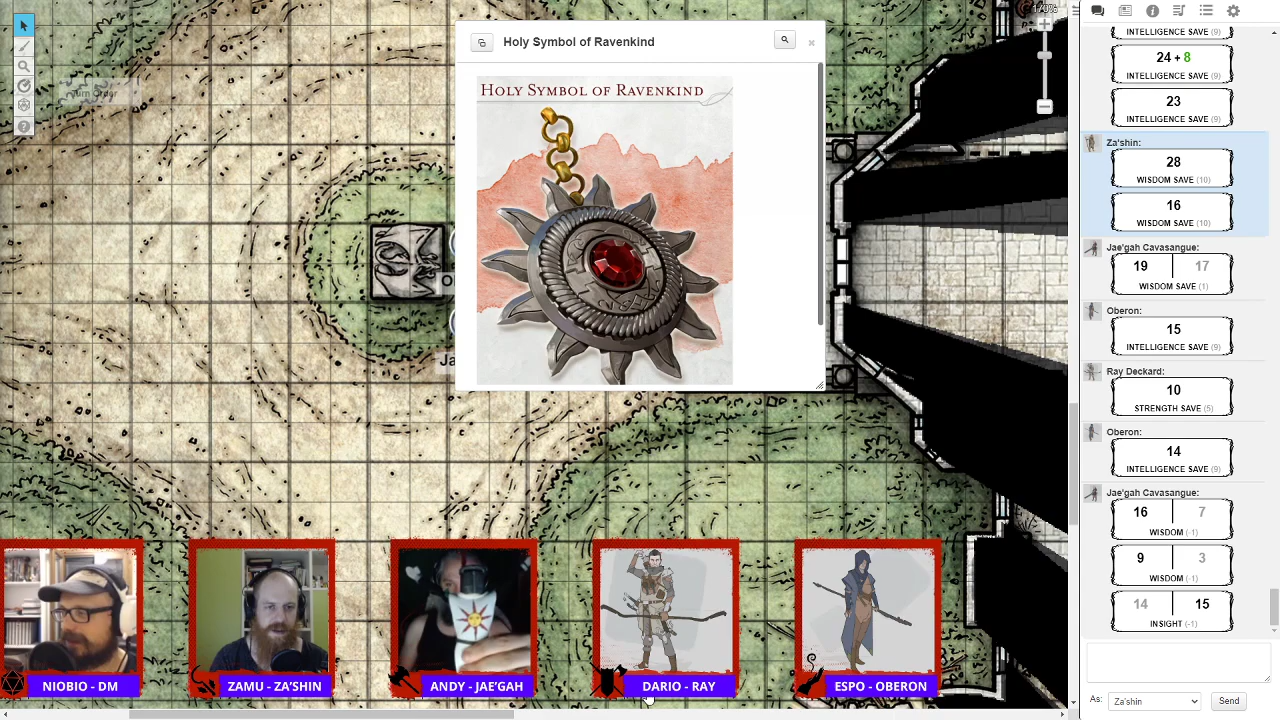 Turn Order
O
Ja
170%
Holy Symbol of Ravenkind
HOLY SYMBOL OF RAVENKIND
INTELLIGENCE SAVE (9)
24 + 8
INTELLIGENCE SAVE (9)
23
INTELLIGENCE SAVE (9)
Za'shin:
28
WISDOM SAVE (10)
16
WISDOM SAVE (10)
Jae'gah Cavasangue:
19 17
WISDOM SAVE (1)
Oberon:
15
INTELLIGENCE SAVE (9)
Ray Deckard:
10
STRENGTH SAVE (5)
Oberon:
14
INTELLIGENCE SAVE (9)
Jae'gah Cavasangue:
16 7
WISDOM (-1)
9 3
WISDOM (-1)
14 15
INSIGHT (-1)
As: Za'shin Send
NIOBIO - DM
ZAMU - ZA'SHIN
ANDY - JAE'GAH
DARIO - RAY
ESPO - OBERON